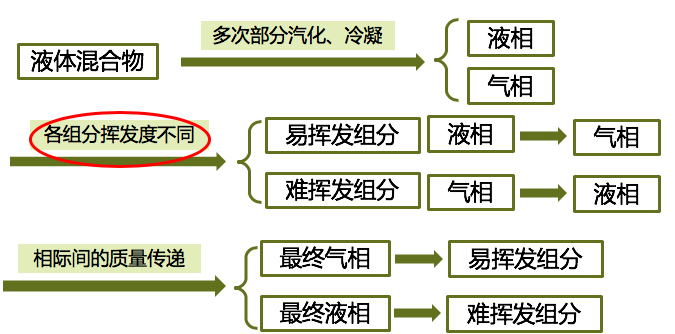 多次部分汽化、冷凝
液体混合物
液相
气相
各组分挥发度不同
易挥发组分 液相 气相
难挥发组分 气相 液相
相际间的质量传递
最终气相 易挥发组分
最终液相 难挥发组分